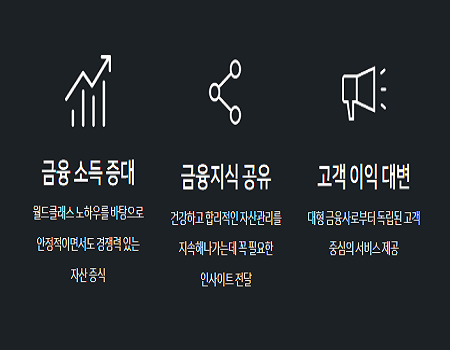 금융 소득 증대
월드클래스 노하우를 바탕으로
안정적이면서도 경쟁력 있는
자산 증식
금융지식 공유
건강하고 합리적인 자산관리를
지속해나가는데 꼭 필요한
인사이트 전달
고객 이익 대변
대형 금융사로부터 독립된 고객
중심의 서비스 제공